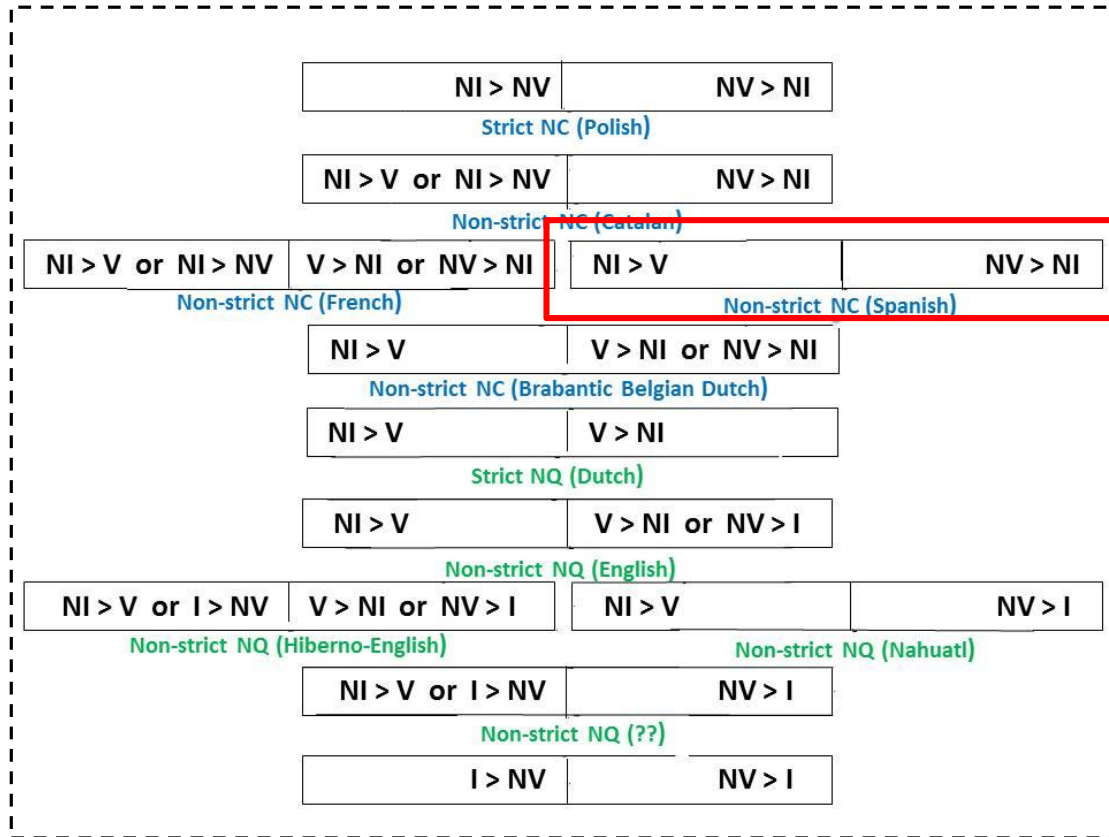 NI > NV NV > NI
Strict NC (Polish)
NI > V or NI > NV NV > NI
Non-strict NC (Catalan)
NI > V or NI > NV V > NI or NV > NI NI > V NV > NI
Non-strict NC (French) Non-strict NC (Spanish)
NI > V V > NI or NV > NI
Non-strict NC (Brabantic Belgian Dutch)
NI > V V > NI
Strict NQ (Dutch)
NI > V V > NI or NV > I
Non-strict NQ (English)
NI > V or I > NV V > NI or NV > I NI > V NV > I
Non-strict NQ (Hiberno-English) Non-strict NQ (Nahuatl)
NI > V or I > NV NV > I
Non-strict NQ (??)
I > NV NV > I